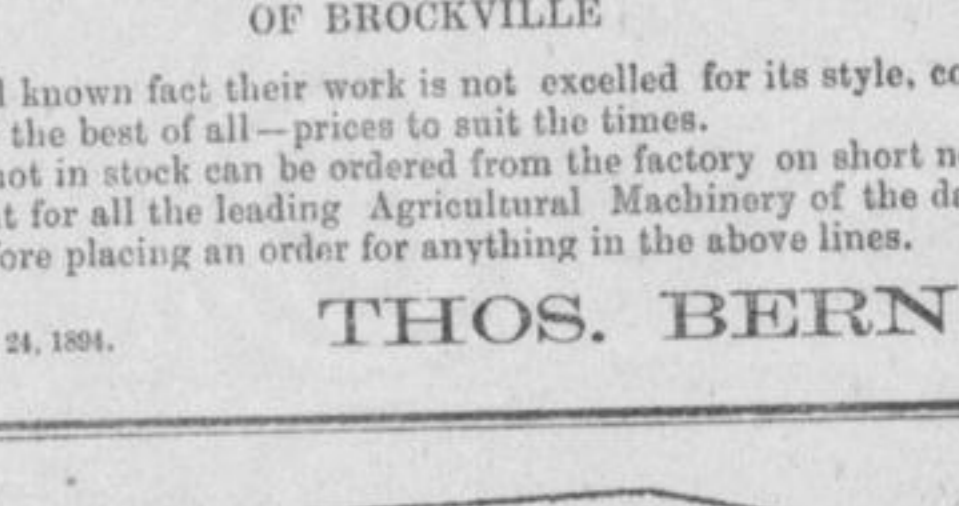 OF BROCKVILLE
l known fact their work is not excelled for its style, co
the best of all—prices to suit the times.
not in stock can be ordered from the factory on short n
t for all the leading Agricultural Machinery of the da
ore placing an order for anything in the above lines.
THOS. BERN
24, 1894.